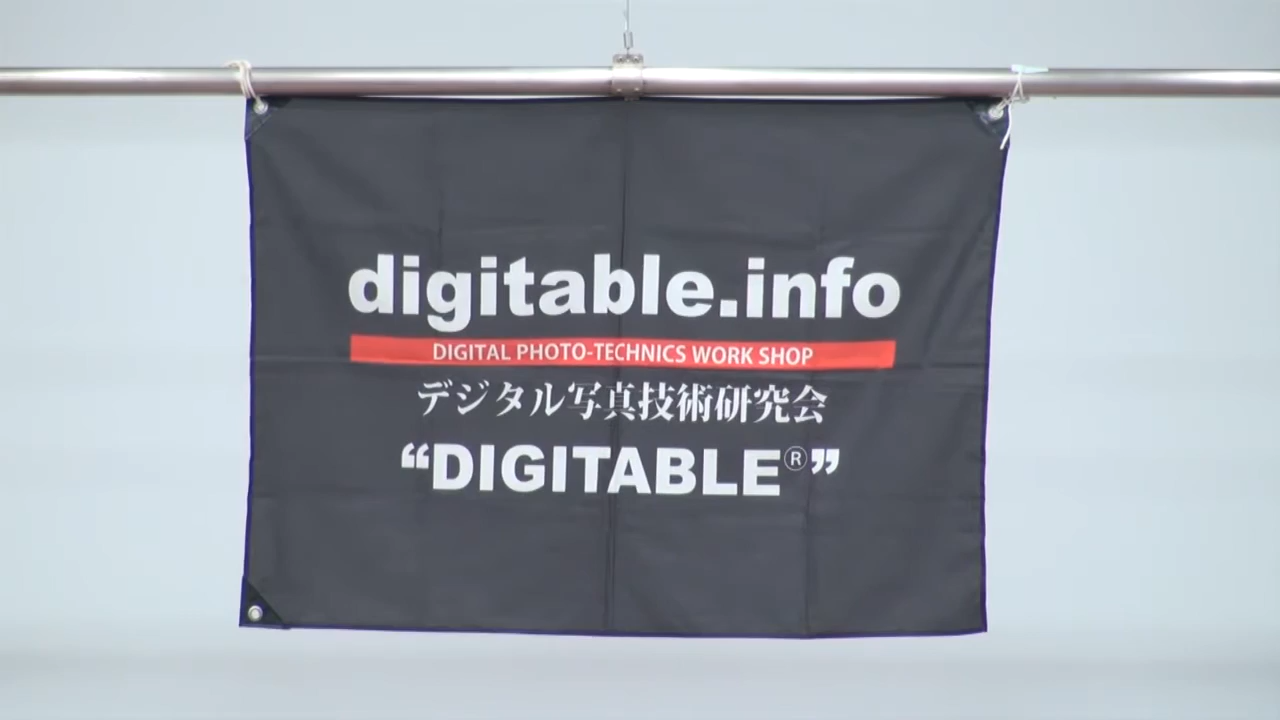 digitable.info
DIGITAL PHOTO-TECHNICS WORK SHOP
デジタル写真技術研究会
“DIGITABLE®”